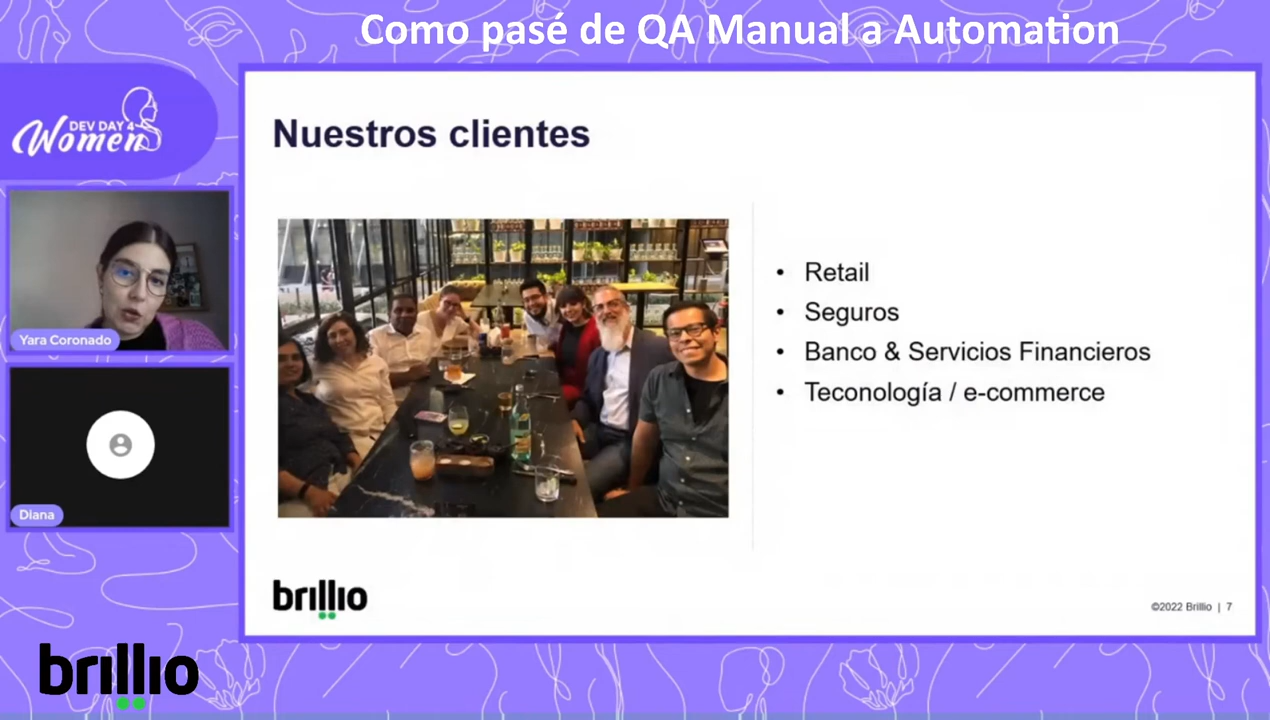 Como pasé de QA Manual a Automation
DEV DAY 4
Women
Nuestros clientes
Yara Coronado
• Retail
• Seguros
• Banco & Servicios Financieros
• Teconología / e-commerce
Diana
brillio
©2022 Brillio | 7
brillio